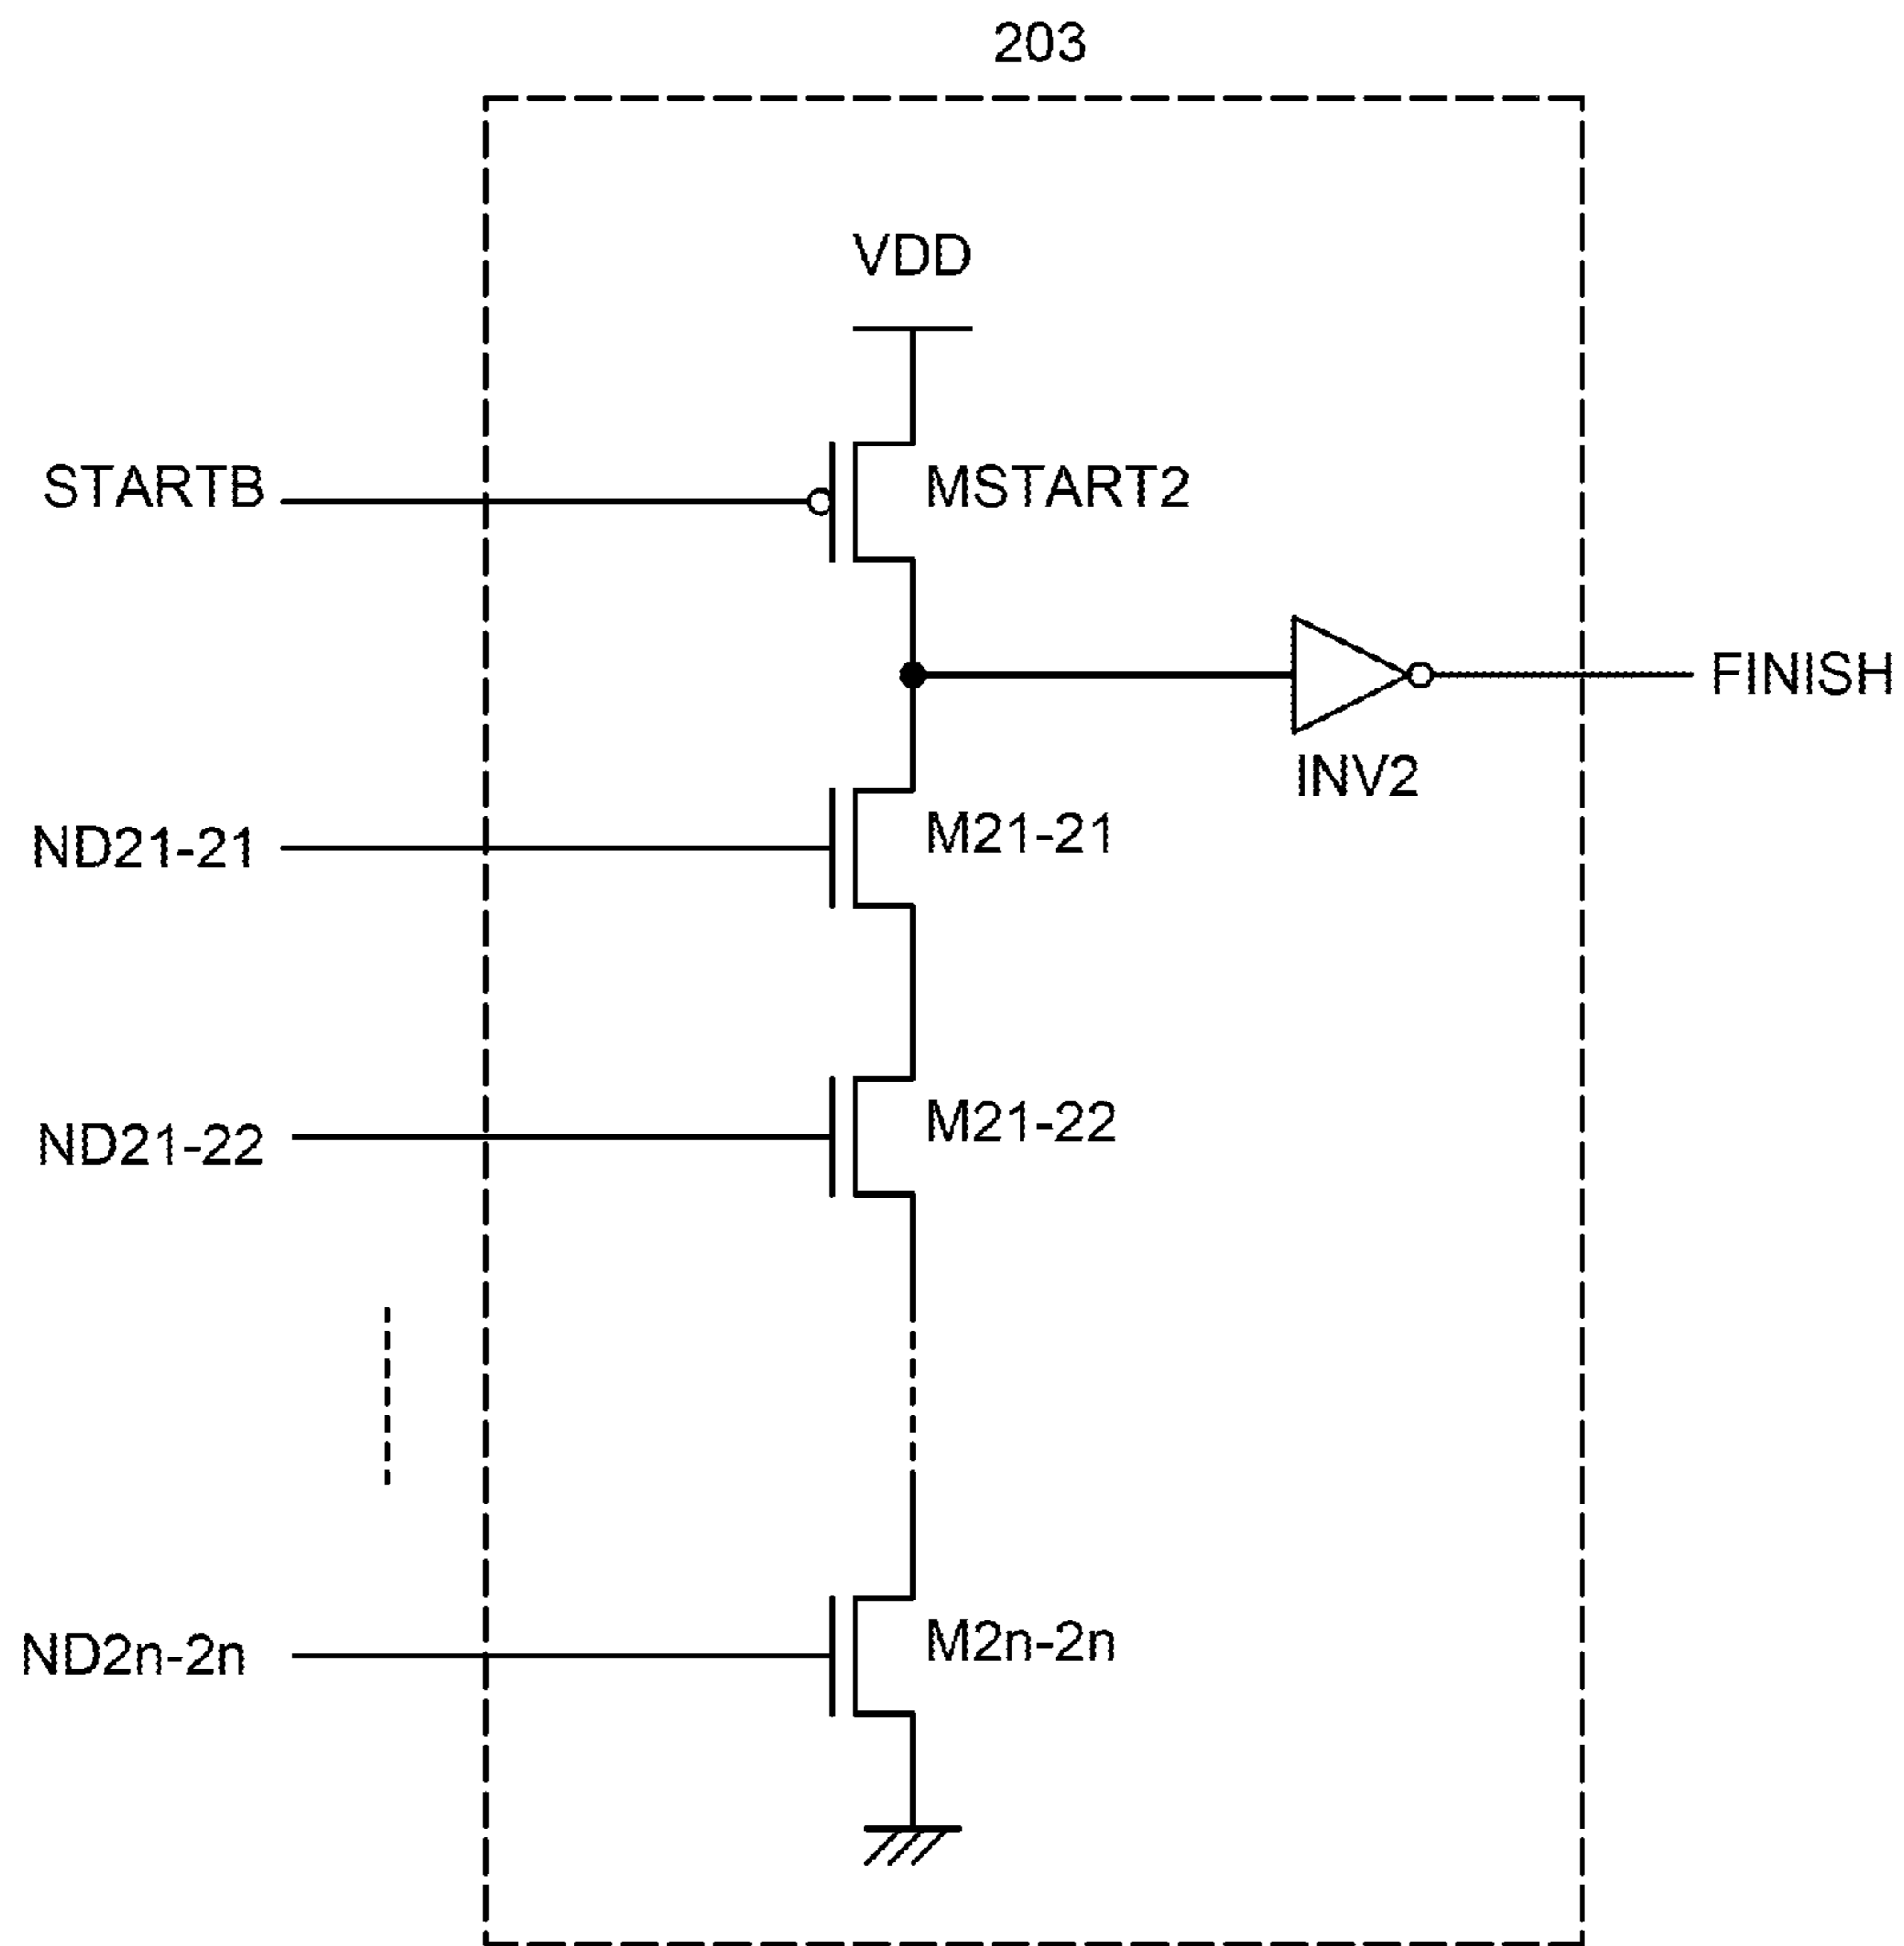 203
VDD
STARTB
MSTART2
FINISH
INV2
ND21-21
M21-21
ND21-22
M21-22
ND2n-2n
M2n-2n